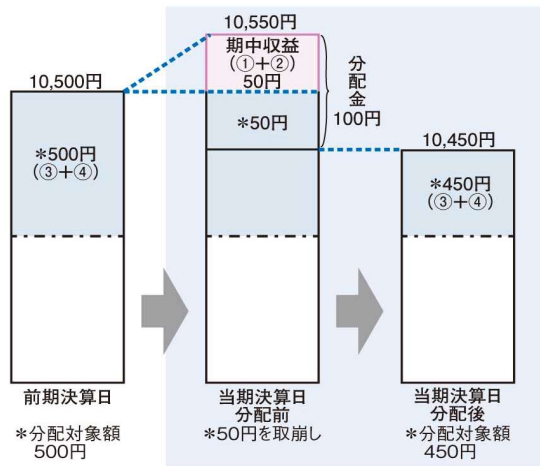 10,550円
期中収益
(①+②)
50円
分配金
100円
10,500円
*50円
*500円
(③+④)
10,450円
*450円
(③+④)
前期決算日
当期決算日
分配前
当期決算日
分配後
*分配対象額
500円
*50円を取崩し
*分配対象額
450円